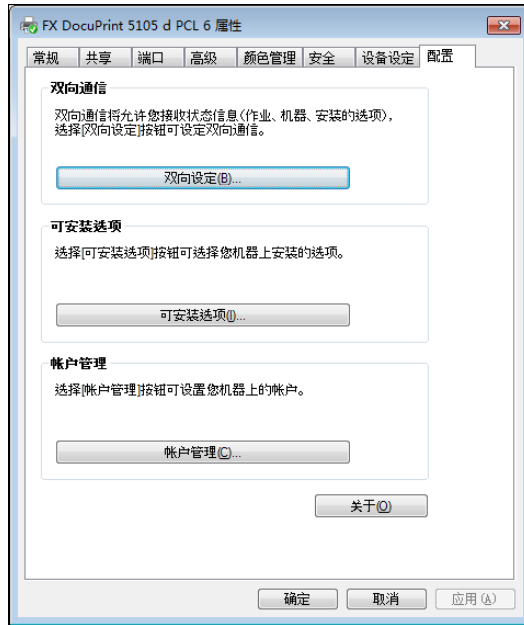 FX DocuPrint 5105 d PCL 6 属性
常规 共享 端口 高级 颜色管理 安全 设备设定 配置
双向通信
双向通信将允许您接收状态信息(作业、机器、安装的选项),
选择[双向设定]按钮可设定双向通信。
双向设定(B)...
可安装选项
选择[可安装选项]按钮可选择您机器上安装的选项。
可安装选项(I)...
帐户管理
选择[帐户管理]按钮可设置您机器上的帐户。
帐户管理(C)...
关于(O)
确定 取消 应用(A)